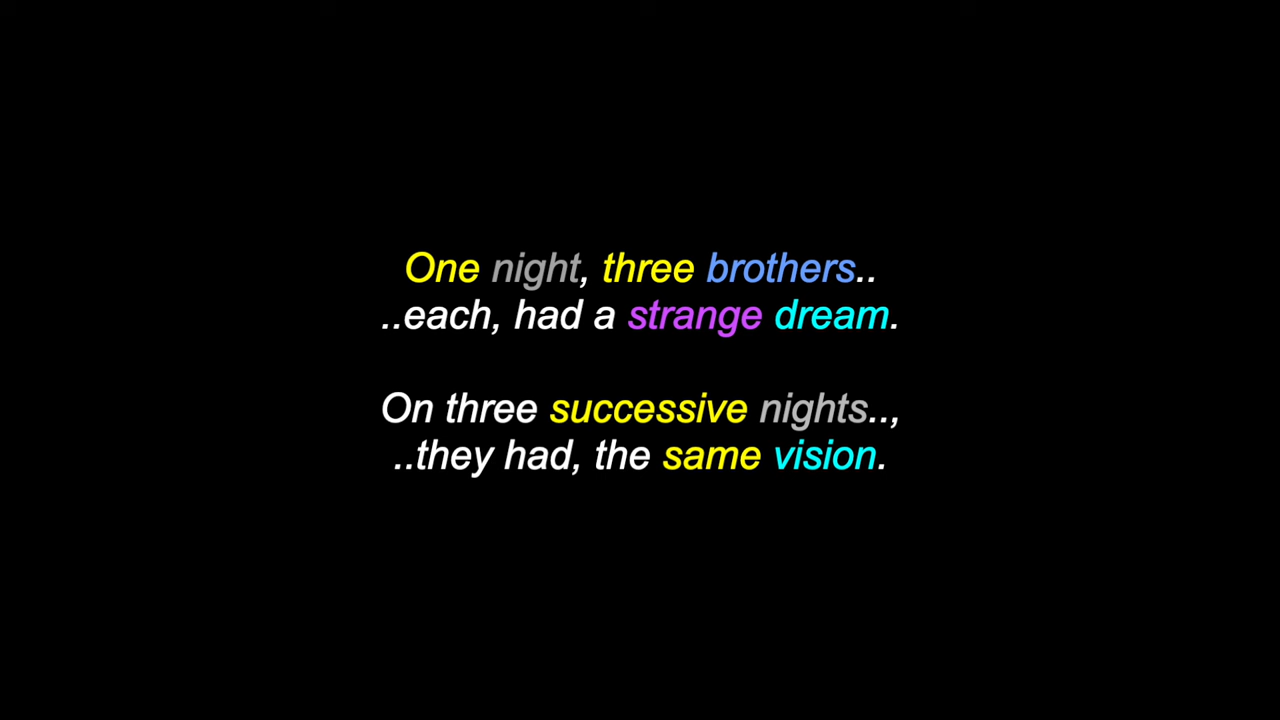 One night, three brothers..
..each, had a strange dream.
On three successive nights..,
..they had, the same vision.